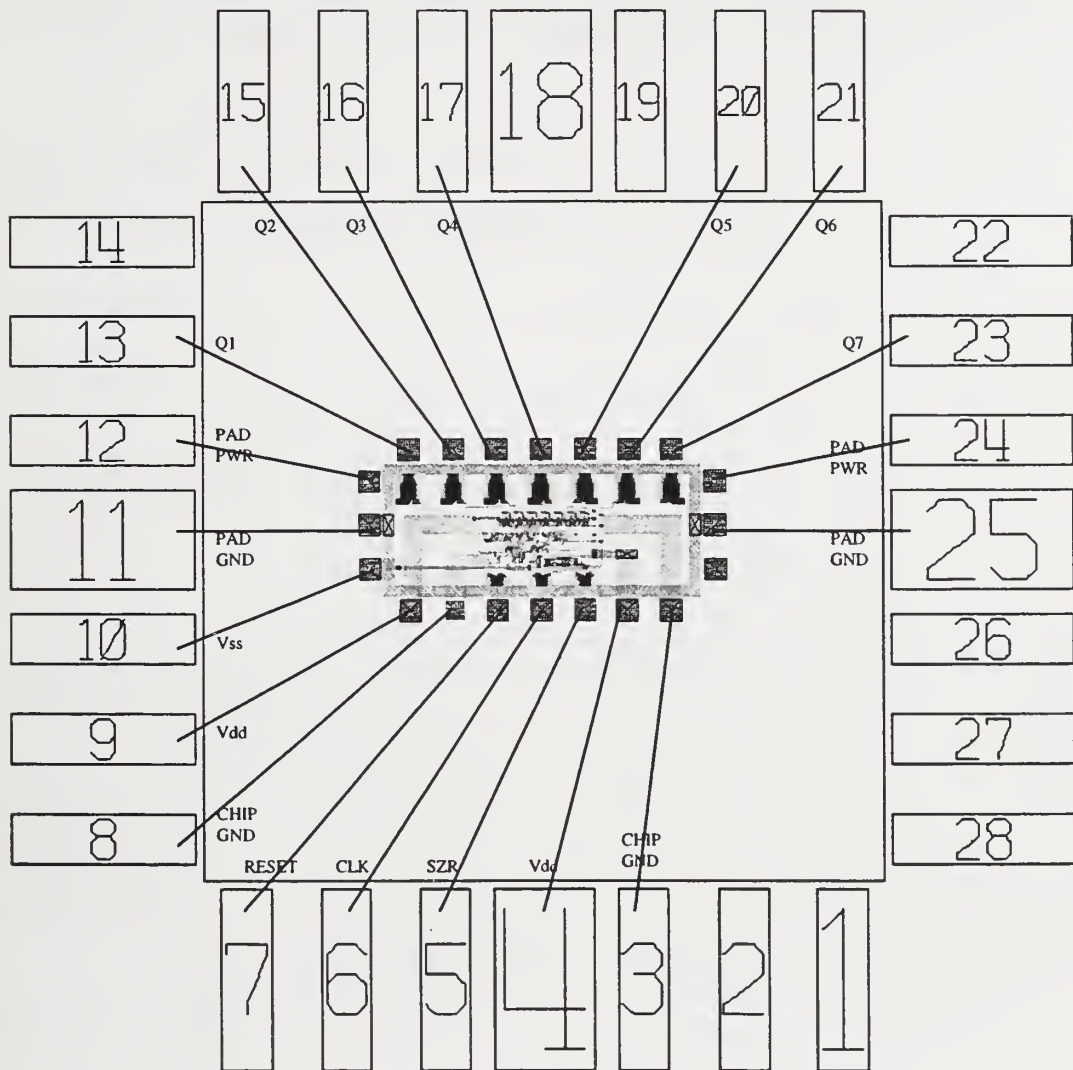 15 16 17 18 19 20 21
Q2 Q3 Q4 Q5 Q6
14 22
13 Q1 Q7 23
12 PAD PAD 24
PWR PWR
11 PAD PAD 25
GND GND
10 Vss 26
9 Vdd 27
CHIP
8 GND 28
CHIP
RESET CLK SZR Vdd GND
7 6 5 4 3 2 1